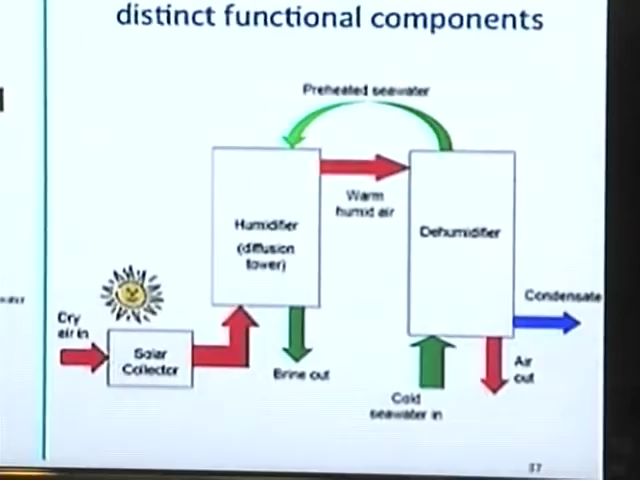 distinct functional components
Preheated seawater
Warm
humid air
Humidifier
(diffusion
tower)
Dehumidifier
Condensate
Cry
air in
Solar
Collector
Brine out
Air
out
Cold
seawater in
37